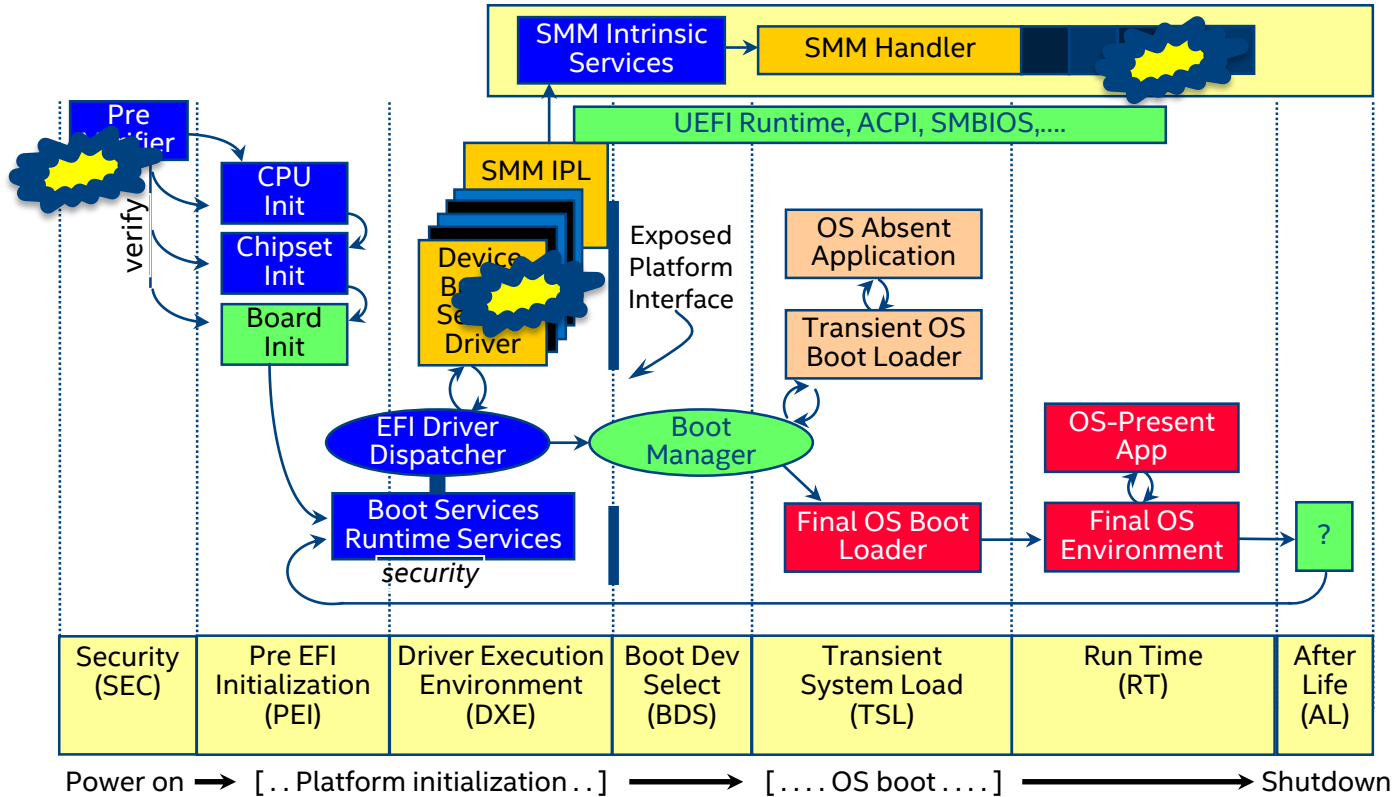 SMM Intrinsic
Services
SMM Handler
UEFI Runtime, ACPI, SMBIOS,....
Pre
verify
CPU
Init
Chipset
Init
Board
Init
SMM IPL
Device
Driver
Exposed
Platform
Interface
OS Absent
Application
Transient OS
Boot Loader
EFI Driver
Dispatcher
Boot
Manager
OS-Present
App
Boot Services
Runtime Services
security
Final OS Boot
Loader
Final OS
Environment
?
Security
(SEC)
Pre EFI
Initialization
(PEI)
Driver Execution
Environment
(DXE)
Boot Dev
Select
(BDS)
Transient
System Load
(TSL)
Run Time
(RT)
After
Life
(AL)
Power on
[ . . Platform initialization . . ]
[ . . . . OS boot . . . . ]
Shutdown